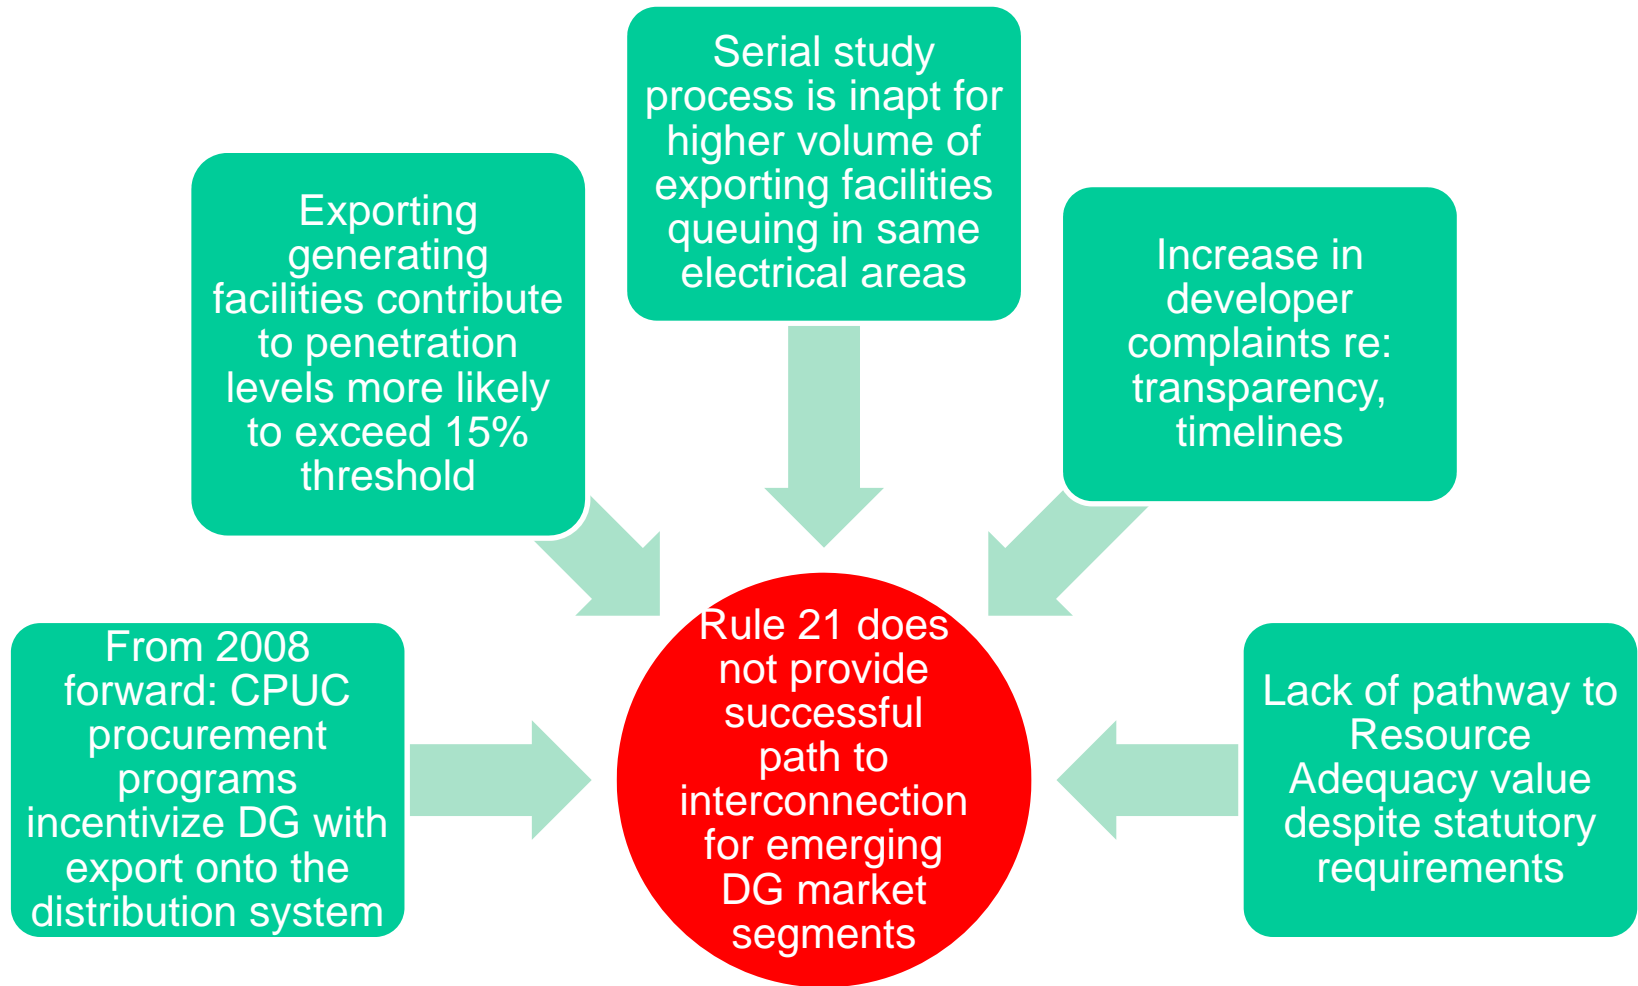 Serial study
process is inapt for
higher volume of
exporting facilities
queuing in same
electrical areas
Exporting
generating
facilities contribute
to penetration
levels more likely
to exceed 15%
threshold
Increase in
developer
complaints re:
transparency,
timelines
From 2008
forward: CPUC
procurement
programs
incentivize DG with
export onto the
distribution system
Rule 21 does
not provide
successful
path to
interconnection
for emerging
DG market
segments
Lack of pathway to
Resource
Adequacy value
despite statutory
requirements